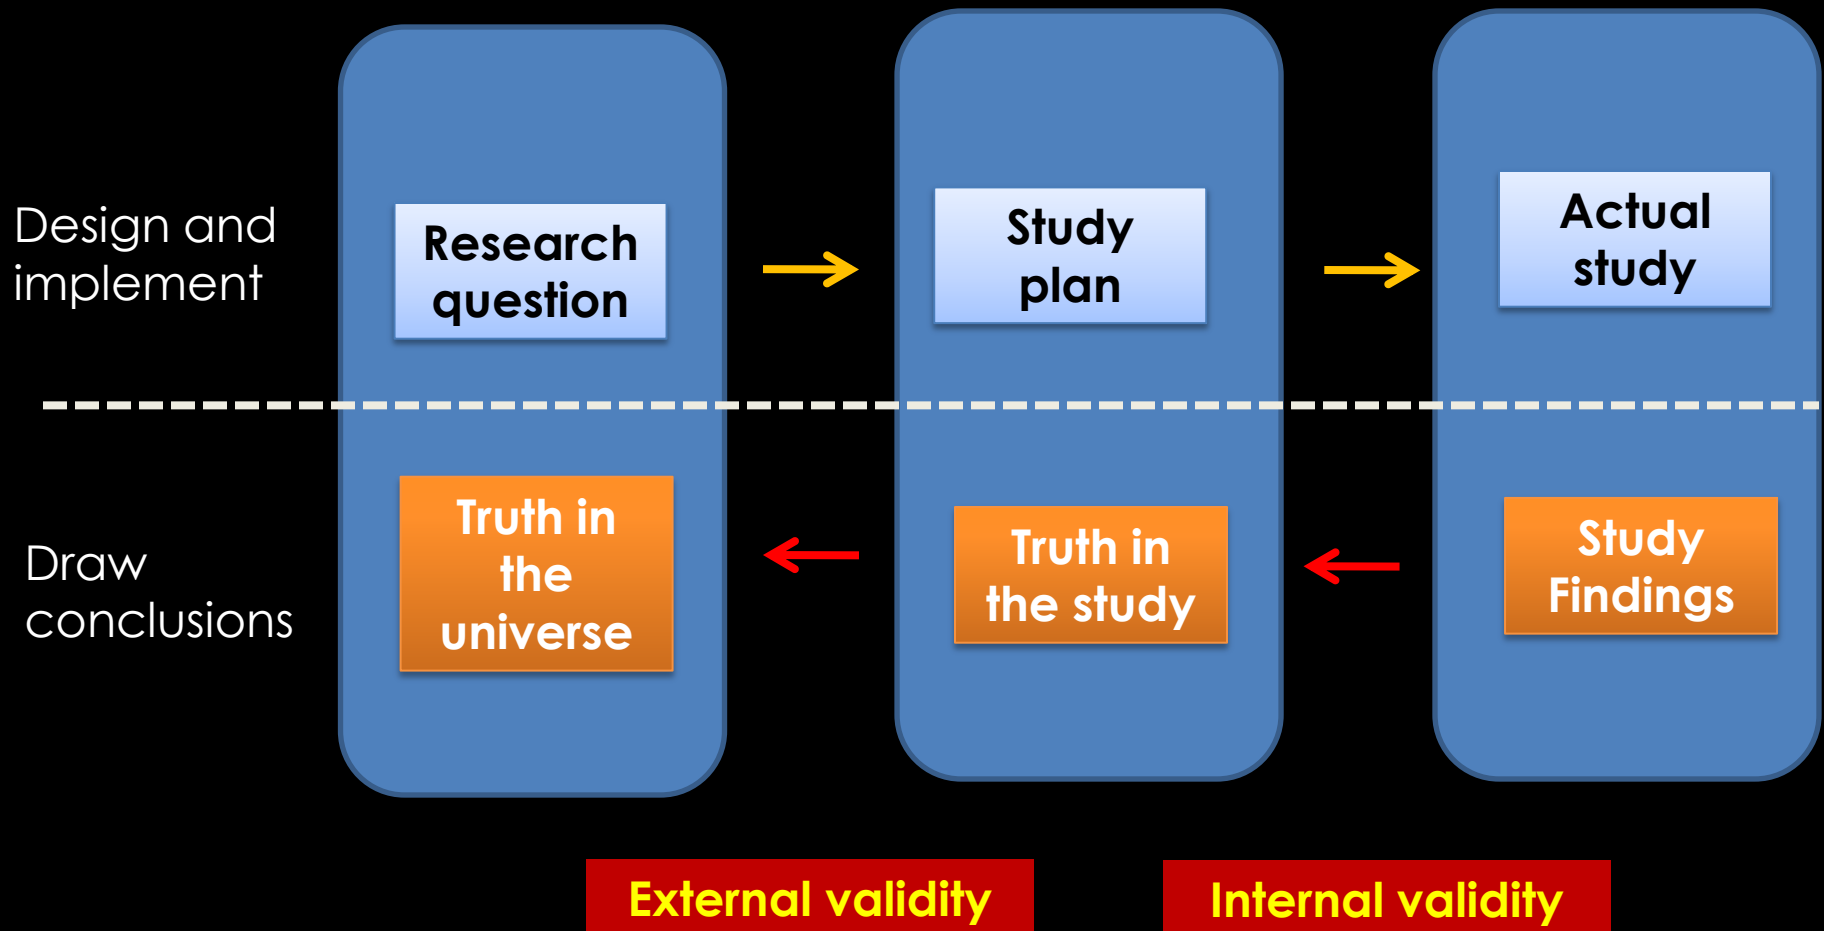 Design and
implement
Research
question
Study
plan
Actual
study
Draw
conclusions
Truth in
the
universe
Truth in
the study
Study
Findings
External validity
Internal validity